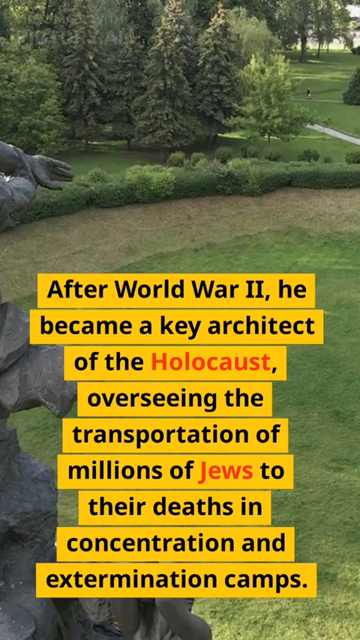 After World War II, he
became a key architect
of the Holocaust,
overseeing the
transportation of
millions of Jews to
their deaths in
concentration and
extermination camps.